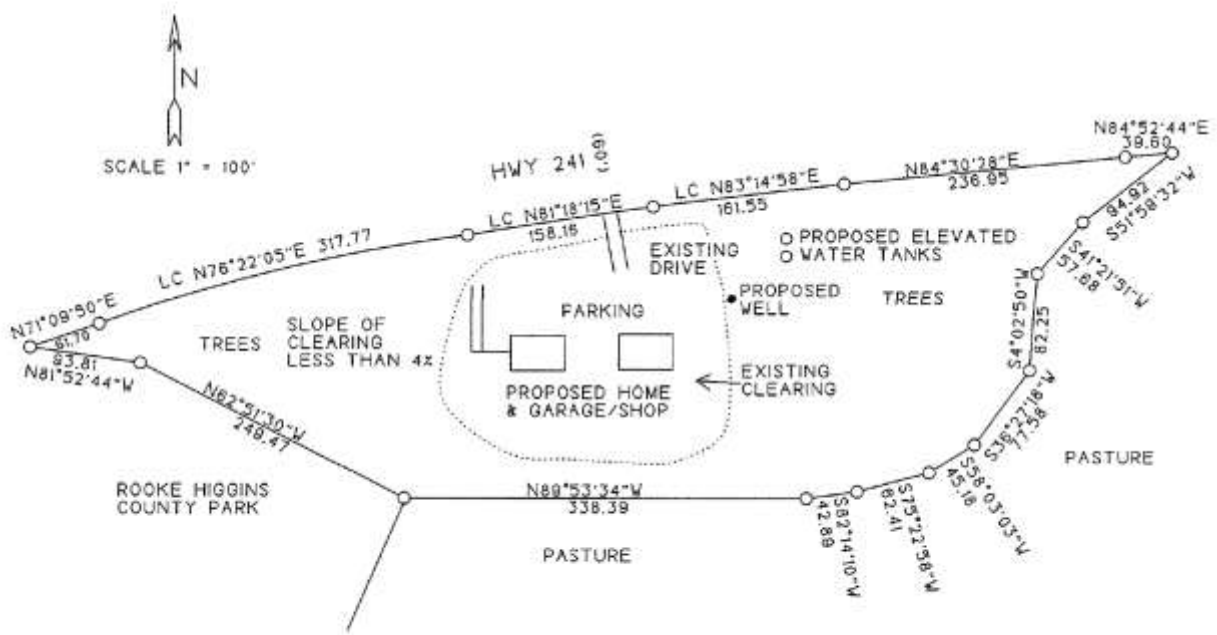 N
SCALE 1" = 100'
HWY 241 (109)
N84°52'44"E
39.60
N84°30'28"E
236.95
LC N83°14'58"E
161.55
LC N81°18'15"E
158.16
LC N76°22'05"E 317.77
N71°09'50"E
61.70
93.81
N81°52'44"W
N62°51'30"W
249.47
TREES
SLOPE OF
CLEARING
LESS THAN 4%
EXISTING
DRIVE
PARKING
PROPOSED ELEVATED
WATER TANKS
PROPOSED
WELL
TREES
PROPOSED HOME
& GARAGE/SHOP
EXISTING
CLEARING
94.92
S51°58'32"W
S41°21'51"W
57.68
S4°02'50"W
82.25
S36°27'18"W
77.58
S58°03'03"W
45.16
S75°22'58"W
62.41
S82°14'10"W
42.89
N89°53'34"W
338.39
ROOKE HIGGINS
COUNTY PARK
PASTURE
PASTURE